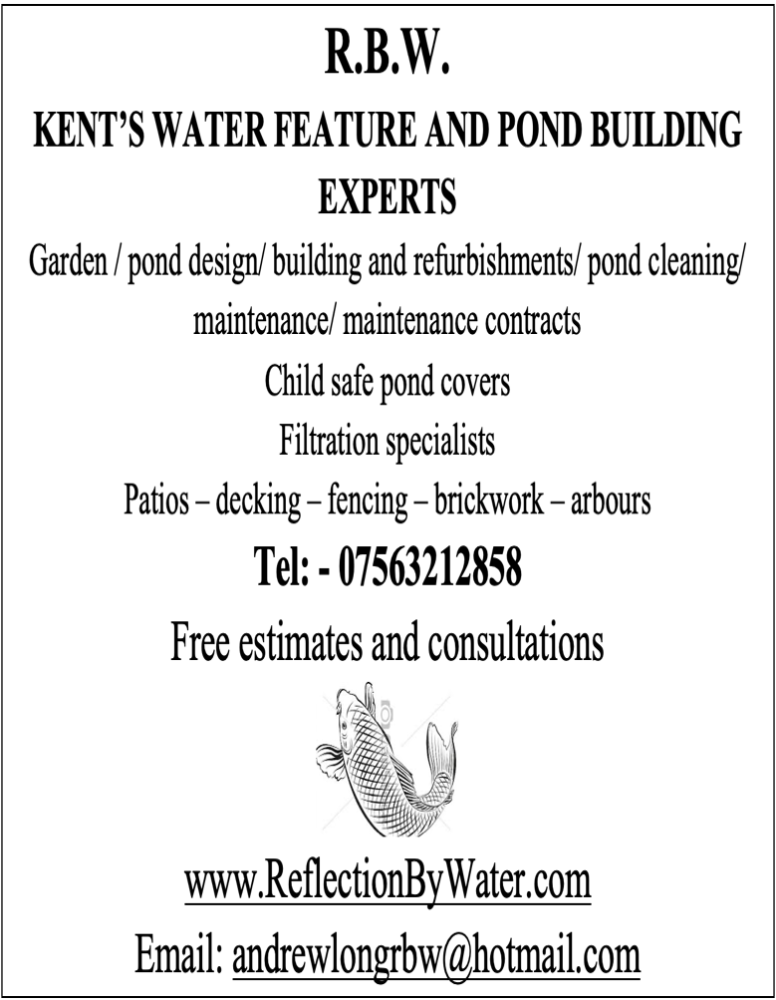 R.B.W.
KENT’S WATER FEATURE AND POND BUILDING
EXPERTS
Garden / pond design/ building and refurbishments/ pond cleaning/
maintenance/ maintenance contracts
Child safe pond covers
Filtration specialists
Patios – decking – fencing – brickwork – arbours
Tel: - 07563212858
Free estimates and consultations
www.ReflectionByWater.com
Email: andrewlongrbw@hotmail.com